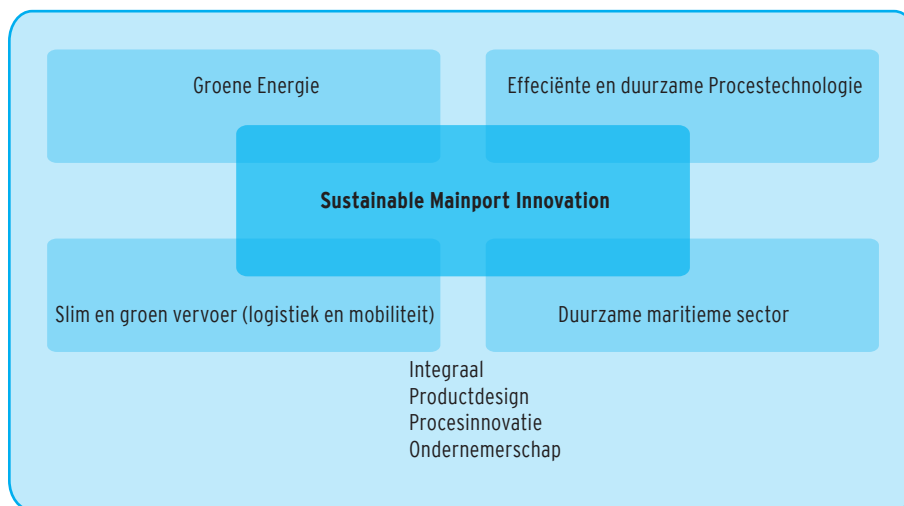 Groene Energie
Effeciënte en duurzame Procestechnologie
Sustainable Mainport Innovation
Slim en groen vervoer (logistiek en mobiliteit)
Duurzame maritieme sector
Integraal
Productdesign
Procesinnovatie
Ondernemerschap